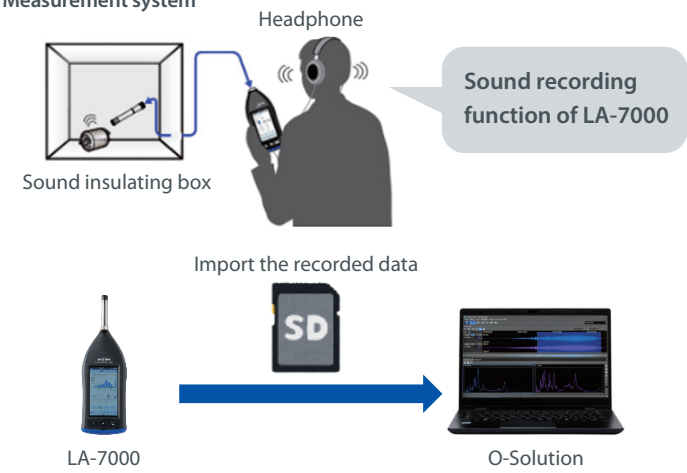 Measurement system
Headphone
Sound recording
function of LA-7000
Sound insulating box
Import the recorded data
SD
LA-7000
O-Solution